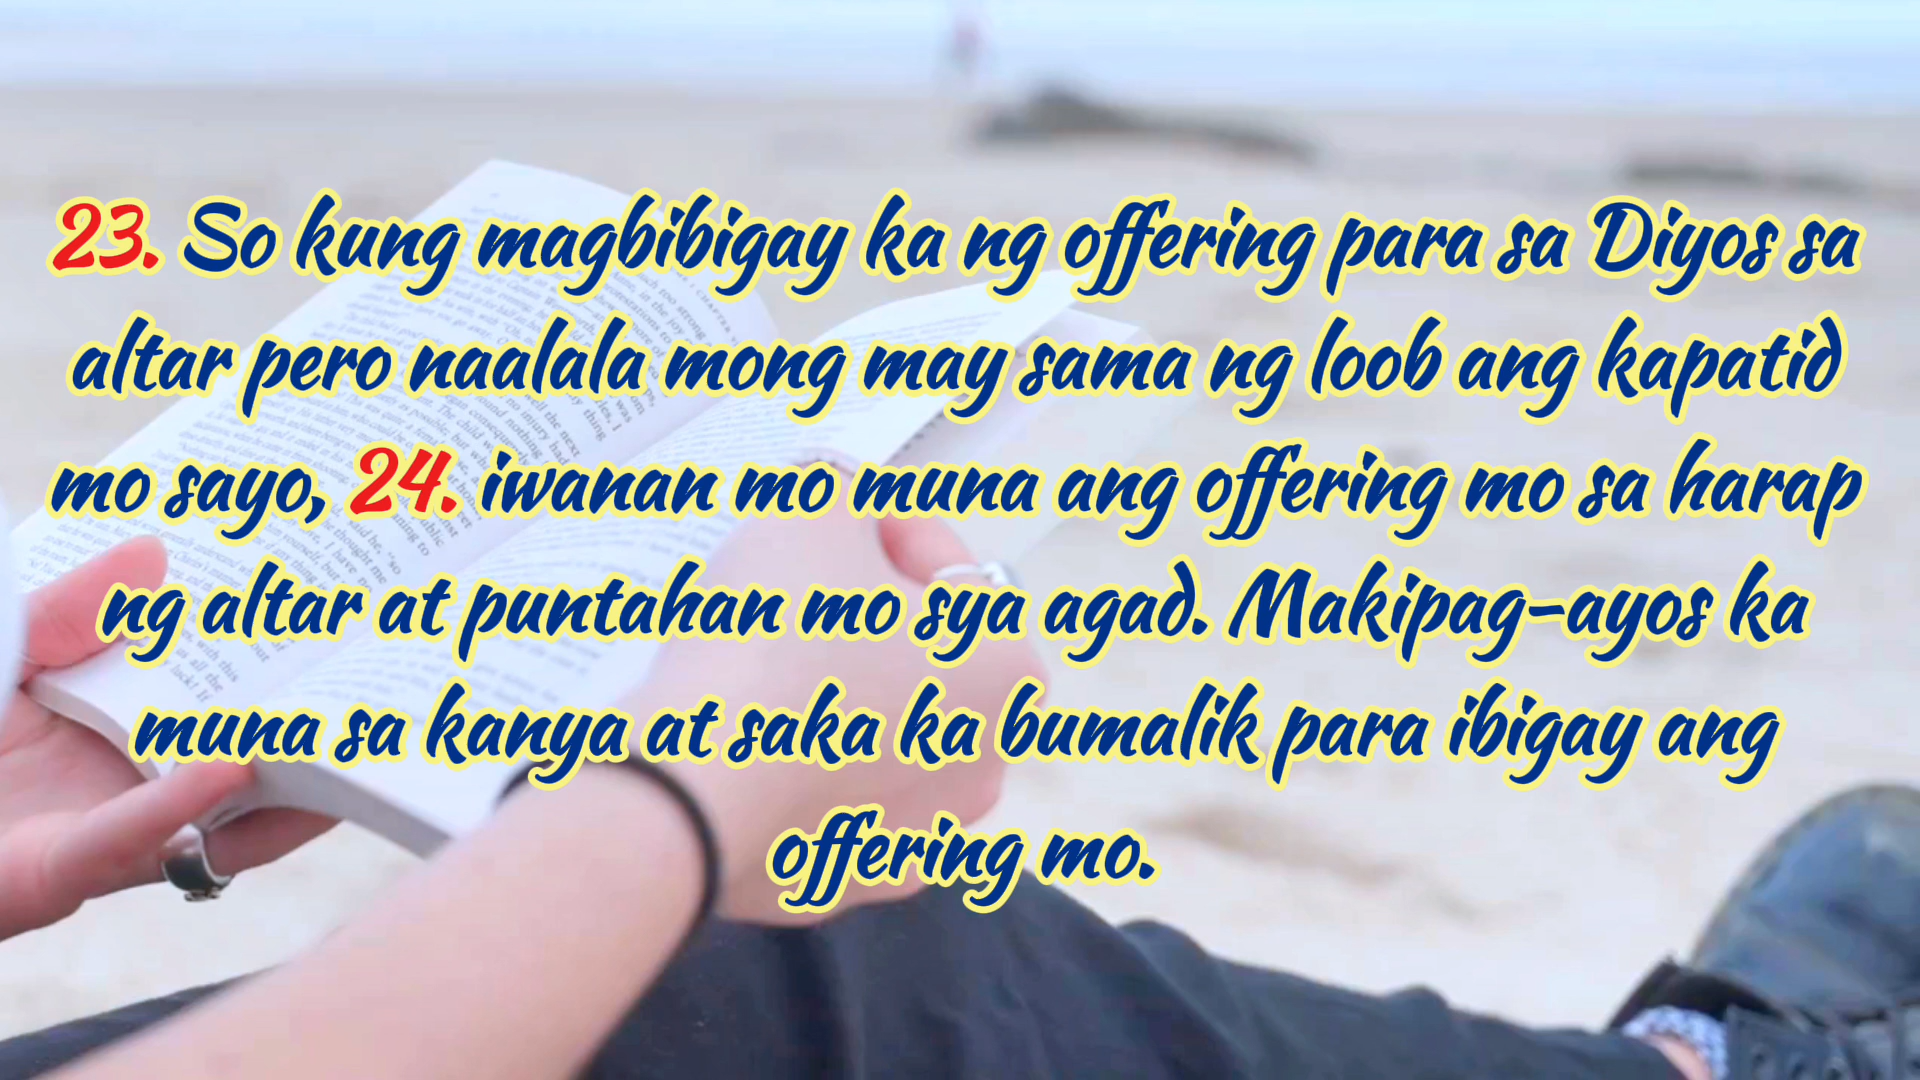 23. So kung magbibigay ka ng offering para sa Diyos sa
altar pero naalala mong may sama ng loob ang kapatid
mo sayo, 24. iwanan mo muna ang offering mo sa harap
ng altar at puntahan mo sya agad. Makipag-ayos ka
muna sa kanya at saka ka bumalik para ibigay ang
offering mo.